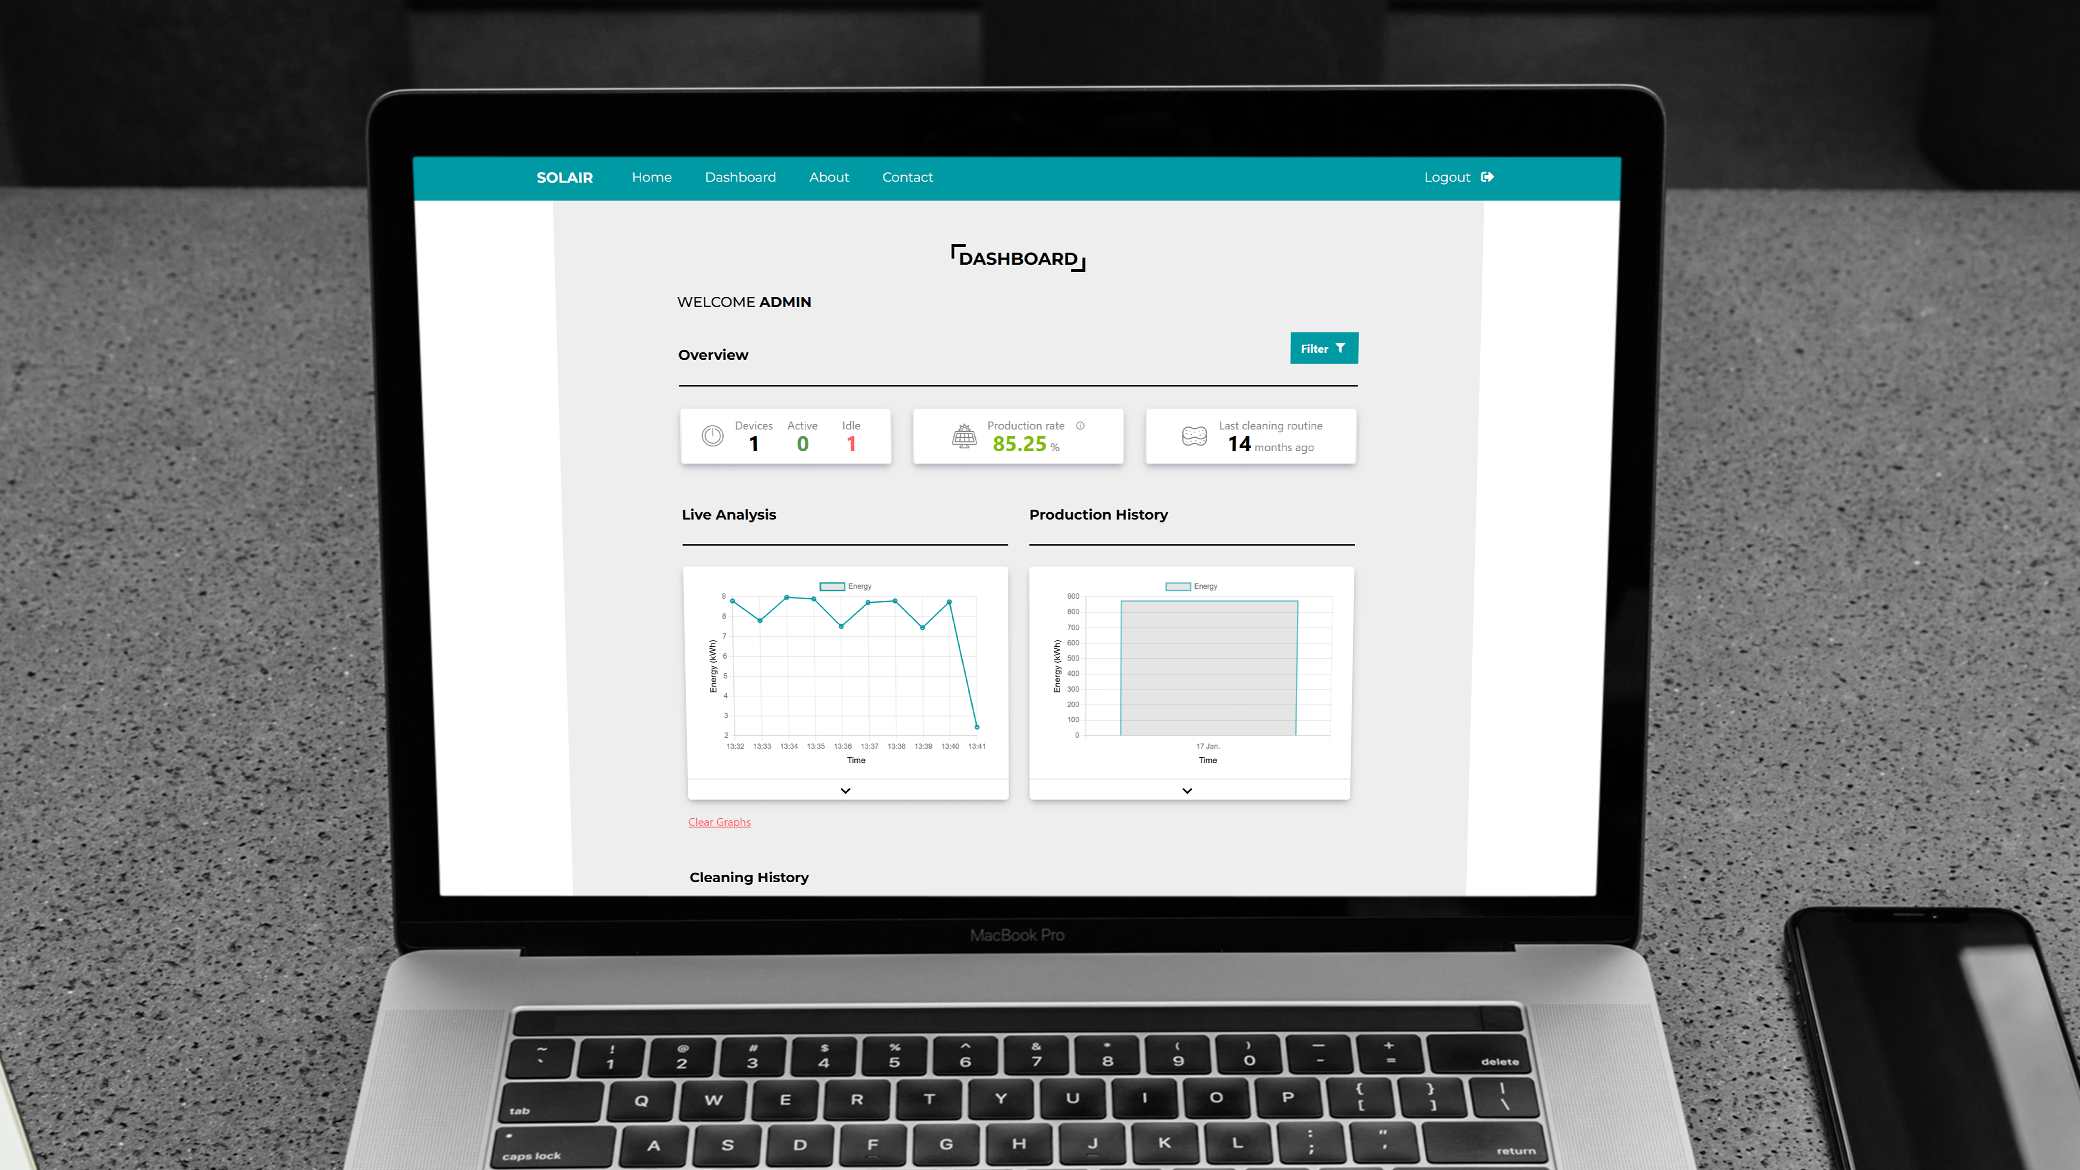 SOLAIR Home Dashboard About Contact Logout
DASHBOARD
WELCOME ADMIN
Overview
Filter
Devices Active Idle
1 0 1
Production rate
85.25 %
Last cleaning routine
14 months ago
Live Analysis
Energy
Energy (kWh)
9
8
7
6
5
4
3
2
13:32 13:33 13:34 13:35 13:36 13:37 13:38 13:39 13:40 13:41
Time
Production History
Energy
Energy (kWh)
900
800
700
600
500
400
300
200
100
0
17 Jan.
Time
Clear Graphs
Cleaning History
MacBook Pro
~ ! @ # $ % ^ & * ( ) — +
` 1 2 3 4 5 6 7 8 9 0 - = delete
tab Q W E R T Y U I O P { [ } ] | \
caps lock A S D F G H J K L : ; " ' return